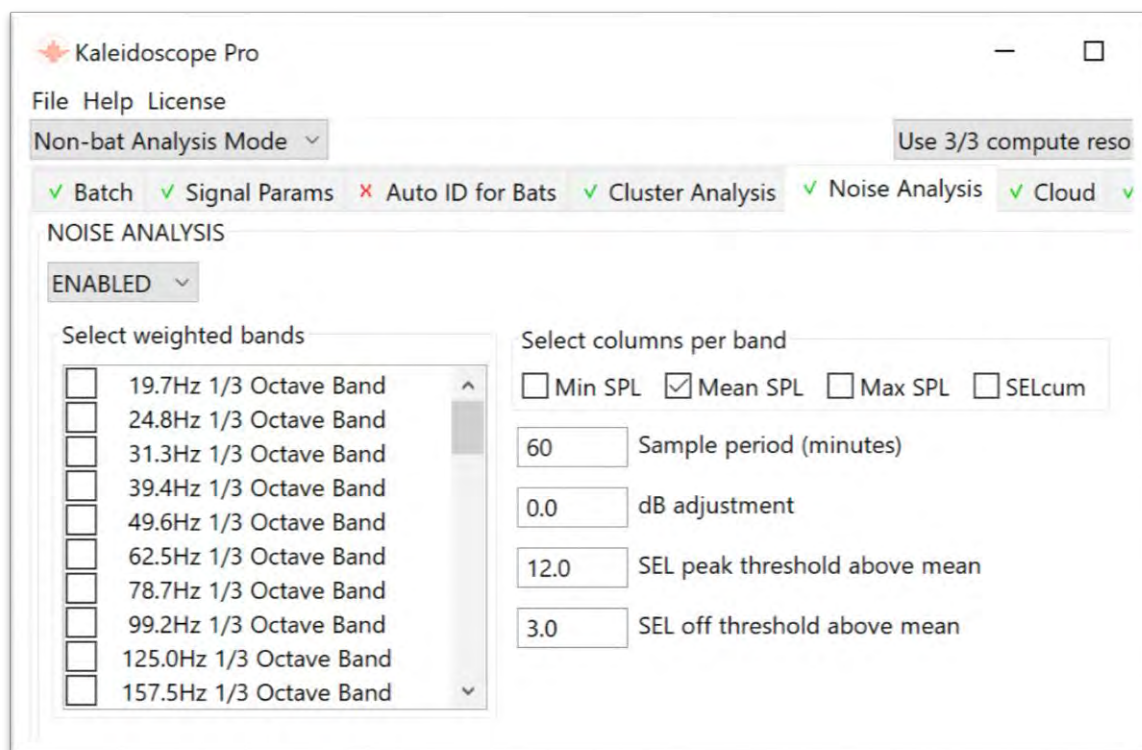 Kaleidoscope Pro
File Help License
Non-bat Analysis Mode
Use 3/3 compute reso
Batch Signal Params Auto ID for Bats Cluster Analysis Noise Analysis Cloud
NOISE ANALYSIS
ENABLED
Select weighted bands
19.7Hz 1/3 Octave Band
24.8Hz 1/3 Octave Band
31.3Hz 1/3 Octave Band
39.4Hz 1/3 Octave Band
49.6Hz 1/3 Octave Band
62.5Hz 1/3 Octave Band
78.7Hz 1/3 Octave Band
99.2Hz 1/3 Octave Band
125.0Hz 1/3 Octave Band
157.5Hz 1/3 Octave Band
Select columns per band
Min SPL Mean SPL Max SPL SELcum
60 Sample period (minutes)
0.0 dB adjustment
12.0 SEL peak threshold above mean
3.0 SEL off threshold above mean